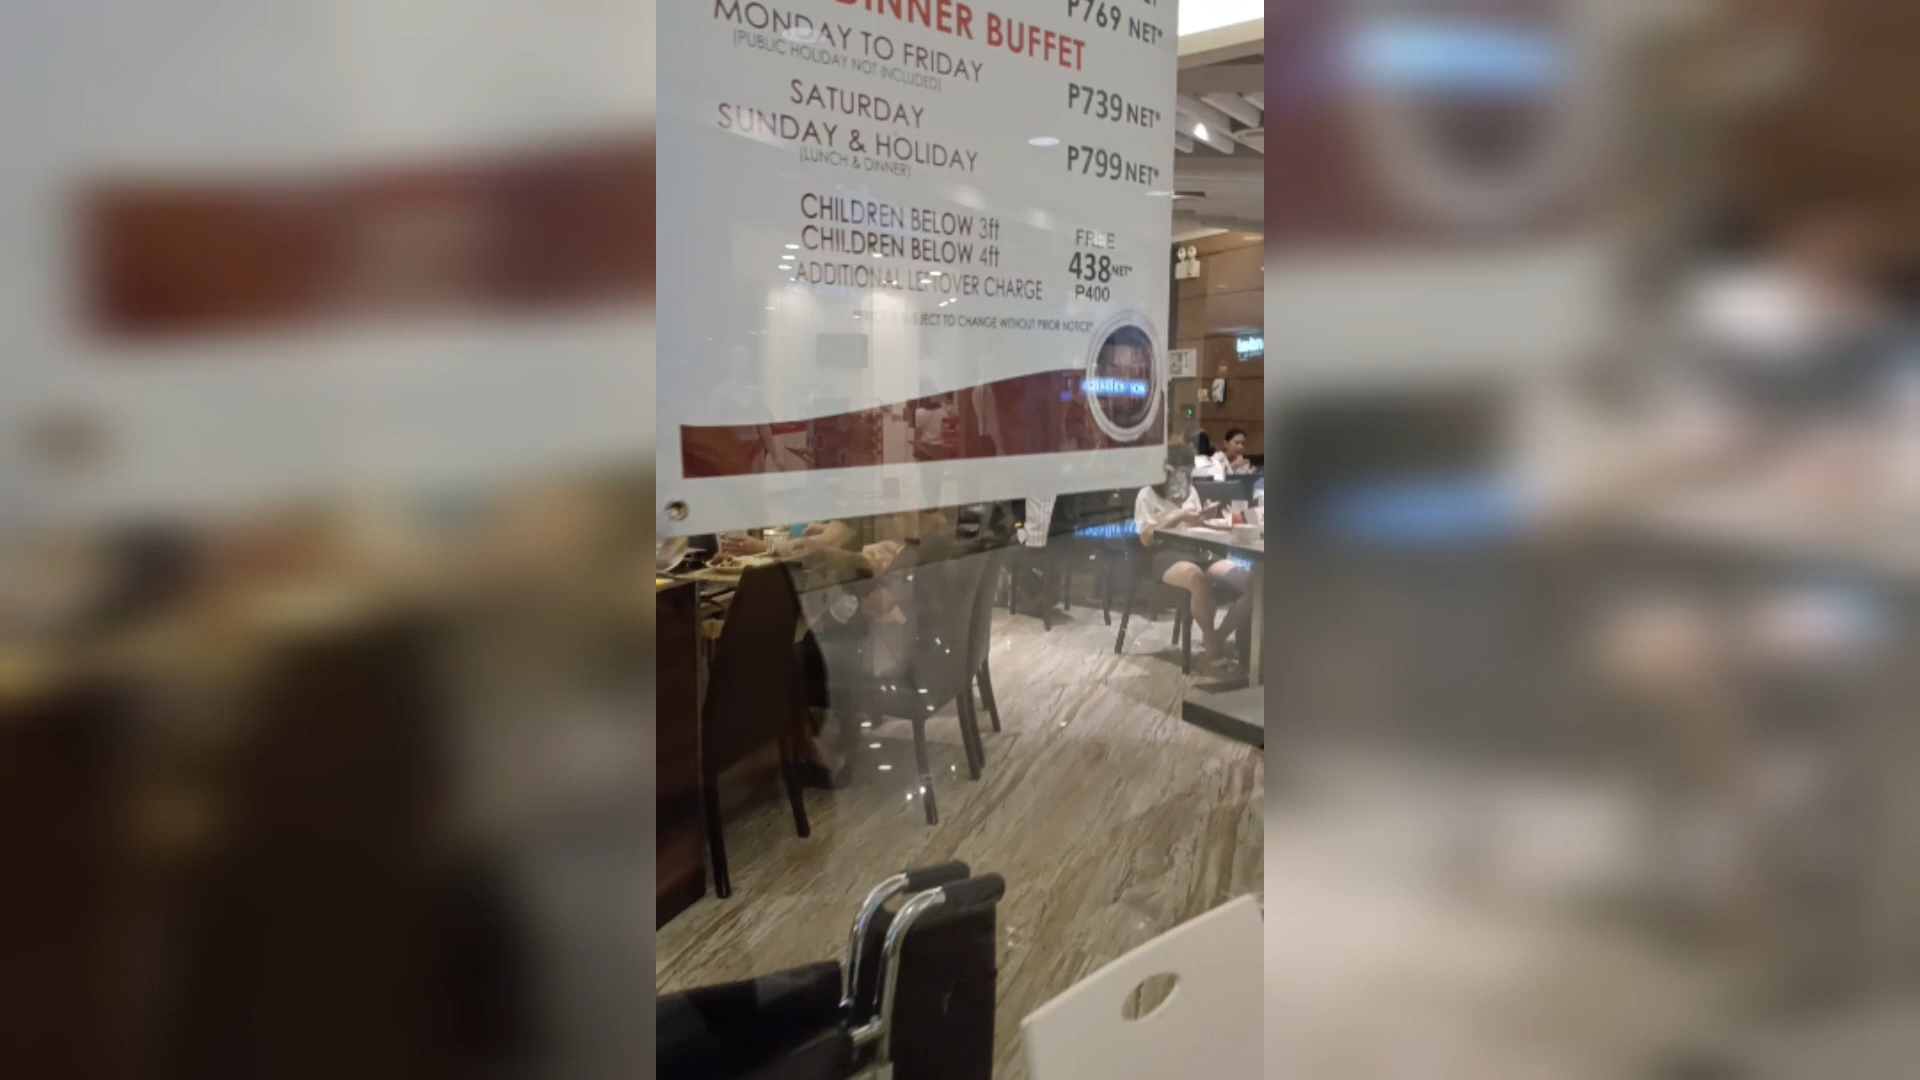 P769 NET*
DINNER BUFFET
MONDAY TO FRIDAY
(PUBLIC HOLIDAY NOT INCLUDED)
P739 NET*
SATURDAY
SUNDAY & HOLIDAY
(LUNCH & DINNER)
P799 NET*
CHILDREN BELOW 3ft FREE
CHILDREN BELOW 4ft 438 NET*
ADDITIONAL LEFTOVER CHARGE P400
SUBJECT TO CHANGE WITHOUT PRIOR NOTICE*